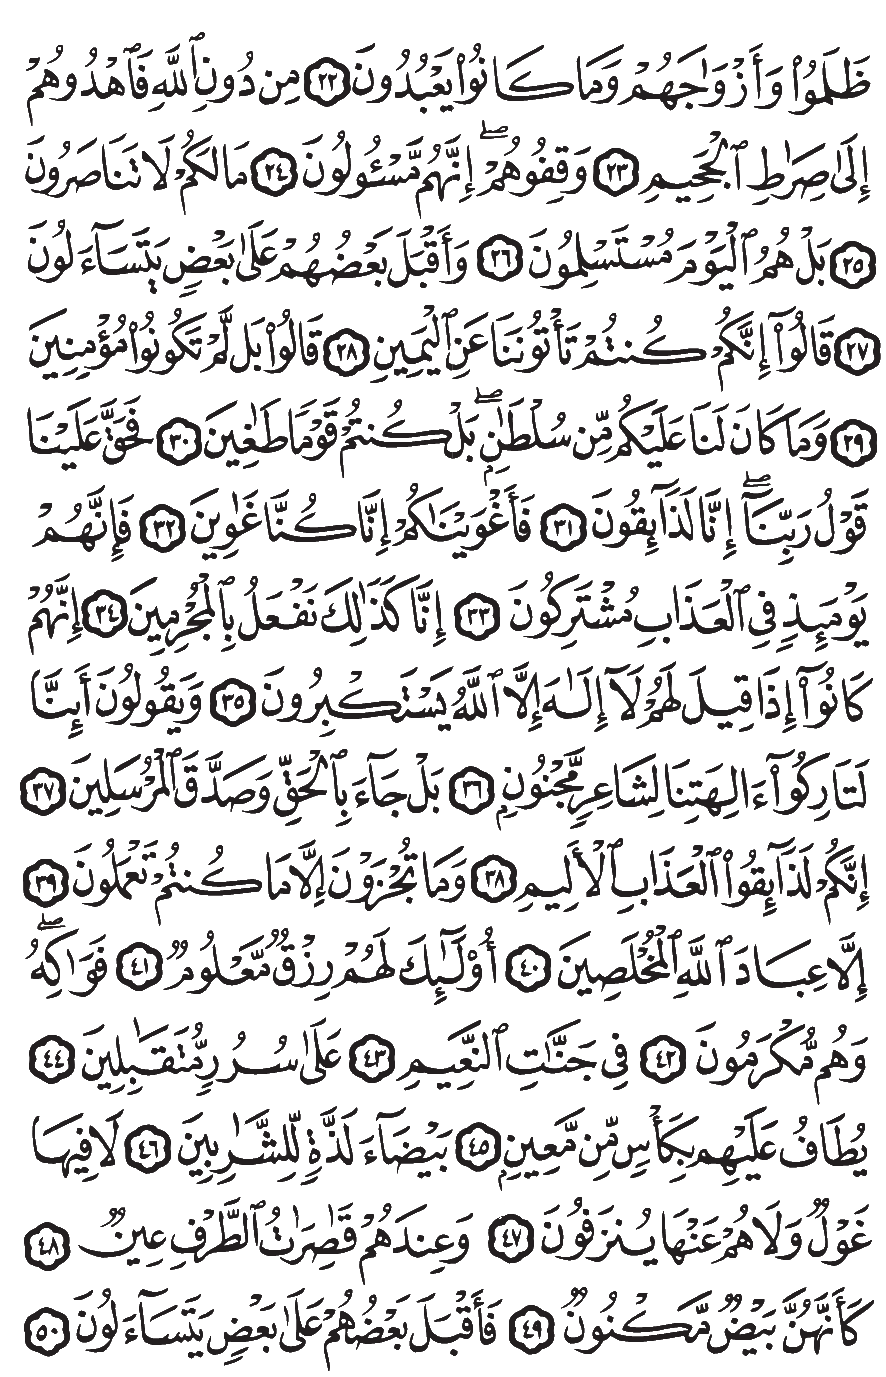 ظَلَمُوا۟ وَأَزْوَٰجَهُمْ وَمَا كَانُوا۟ يَعْبُدُونَ ٢٢ مِن دُونِ ٱللَّهِ فَٱهْدُوهُمْ
إِلَىٰ صِرَٰطِ ٱلْجَحِيمِ ٢٣ وَقِفُوهُمْ ۖ إِنَّهُم مَّسْـُٔولُونَ ٢٤ مَا لَكُمْ لَا تَنَاصَرُونَ
٢٥ بَلْ هُمُ ٱلْيَوْمَ مُسْتَسْلِمُونَ ٢٦ وَأَقْبَلَ بَعْضُهُمْ عَلَىٰ بَعْضٍ يَتَسَآءَلُونَ
٢٧ قَالُوٓا۟ إِنَّكُمْ كُنتُمْ تَأْتُونَنَا عَنِ ٱلْيَمِينِ ٢٨ قَالُوا۟ بَل لَّمْ تَكُونُوا۟ مُؤْمِنِينَ
٢٩ وَمَا كَانَ لَنَا عَلَيْكُم مِّن سُلْطَٰنٍۭ ۖ بَلْ كُنتُمْ قَوْمًا طَٰغِينَ ٣٠ فَحَقَّ عَلَيْنَا
قَوْلُ رَبِّنَآ ۖ إِنَّا لَذَآئِقُونَ ٣١ فَأَغْوَيْنَٰكُمْ إِنَّا كُنَّا غَٰوِينَ ٣٢ فَإِنَّهُمْ
يَوْمَئِذٍ فِى ٱلْعَذَابِ مُشْتَرِكُونَ ٣٣ إِنَّا كَذَٰلِكَ نَفْعَلُ بِٱلْمُجْرِمِينَ ٣٤ إِنَّهُمْ
كَانُوٓا۟ إِذَا قِيلَ لَهُمْ لَآ إِلَٰهَ إِلَّا ٱللَّهُ يَسْتَكْبِرُونَ ٣٥ وَيَقُولُونَ أَئِنَّا
لَتَارِكُوٓا۟ ءَالِهَتِنَا لِشَاعِرٍ مَّجْنُونٍۭ ٣٦ بَلْ جَآءَ بِٱلْحَقِّ وَصَدَّقَ ٱلْمُرْسَلِينَ ٣٧
إِنَّكُمْ لَذَآئِقُوا۟ ٱلْعَذَابِ ٱلْأَلِيمِ ٣٨ وَمَا تُجْزَوْنَ إِلَّا مَا كُنتُمْ تَعْمَلُونَ ٣٩
إِلَّا عِبَادَ ٱللَّهِ ٱلْمُخْلَصِينَ ٤٠ أُو۟لَٰٓئِكَ لَهُمْ رِزْقٌ مَّعْلُومٌ ٤١ فَوَٰكِهُ ۖ
وَهُم مُّكْرَمُونَ ٤٢ فِى جَنَّٰتِ ٱلنَّعِيمِ ٤٣ عَلَىٰ سُرُرٍ مُّتَقَٰبِلِينَ ٤٤
يُطَافُ عَلَيْهِم بِكَأْسٍ مِّن مَّعِينٍۭ ٤٥ بَيْضَآءَ لَذَّةٍ لِّلشَّٰرِبِينَ ٤٦ لَا فِيهَا
غَوْلٌ وَلَا هُمْ عَنْهَا يُنزَفُونَ ٤٧ وَعِندَهُمْ قَٰصِرَٰتُ ٱلطَّرْفِ عِينٌ ٤٨
كَأَنَّهُنَّ بَيْضٌ مَّكْنُونٌ ٤٩ فَأَقْبَلَ بَعْضُهُمْ عَلَىٰ بَعْضٍ يَتَسَآءَلُونَ ٥٠